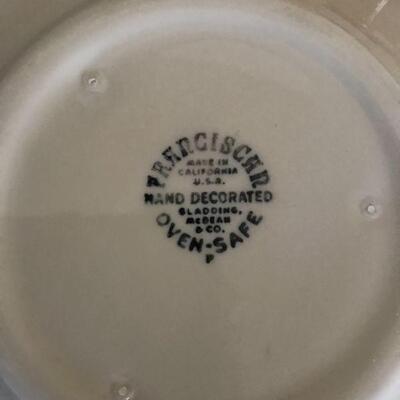 FRANCISCAN
MADE IN
CALIFORNIA
U.S.A.
HAND DECORATED
GLADDING,
McBEAN
& CO.
OVEN-SAFE
P